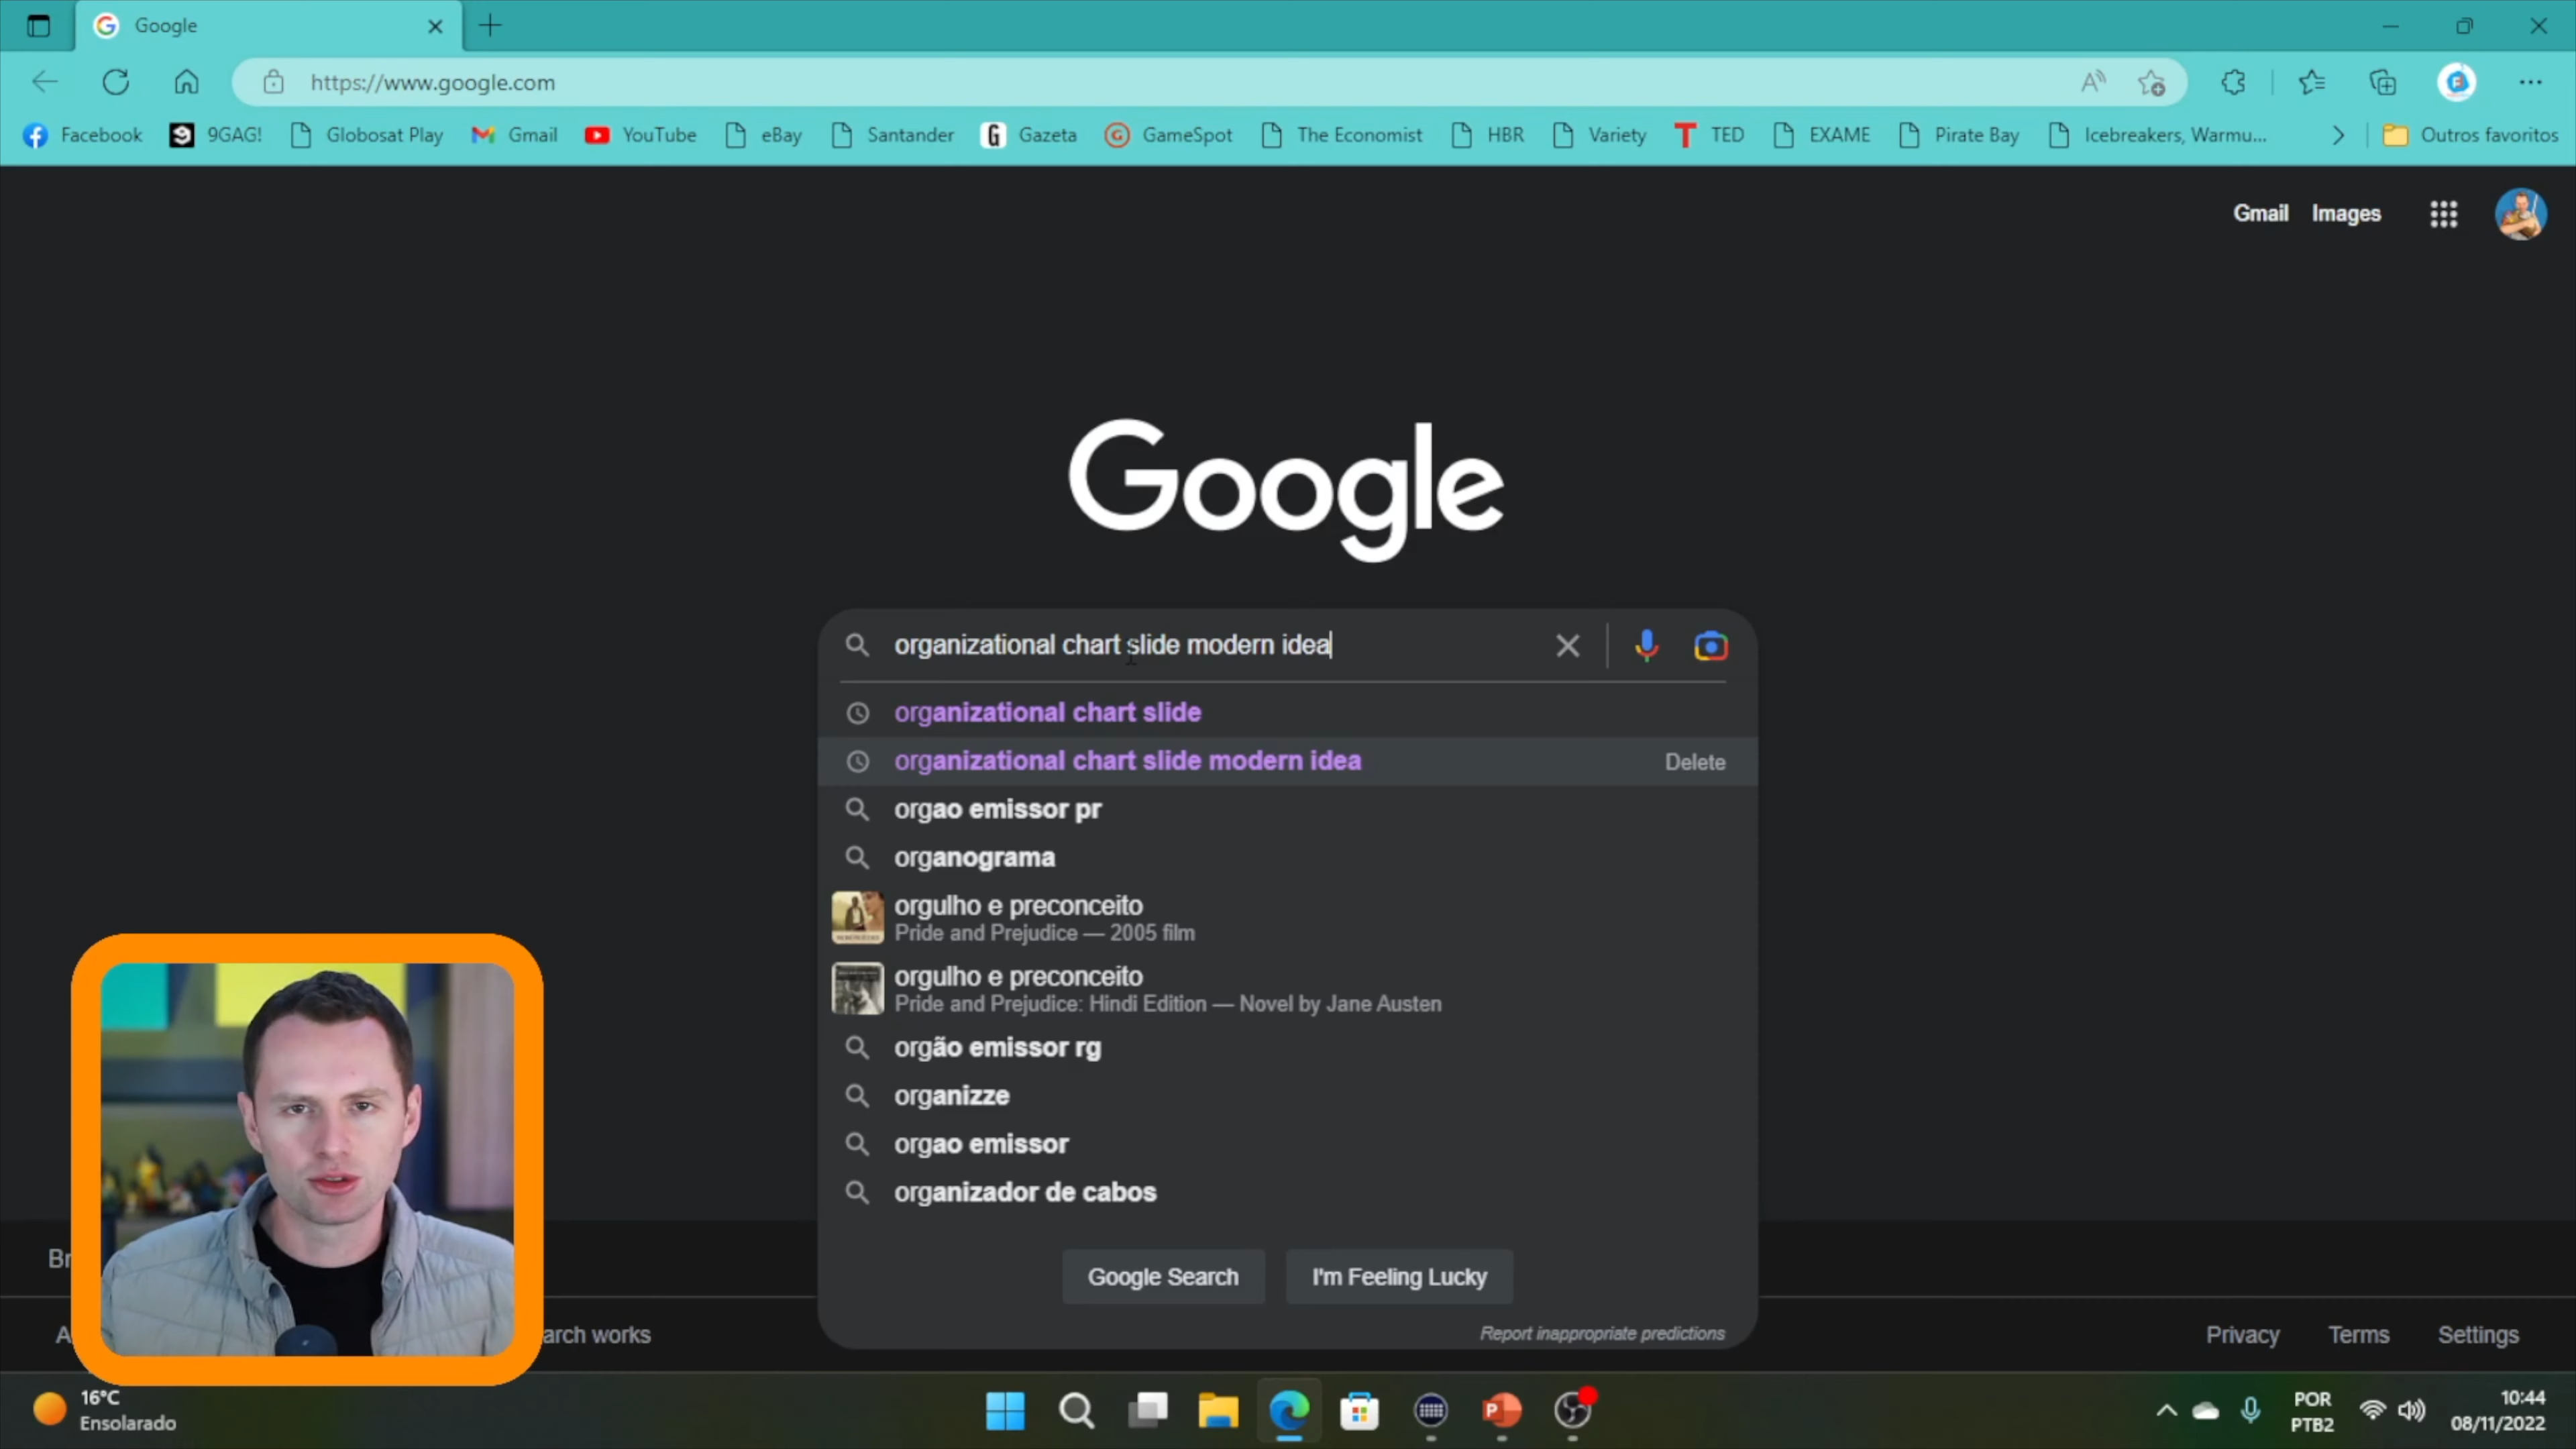 Google
https://www.google.com
Facebook 9GAG! Globosat Play Gmail YouTube eBay Santander Gazeta GameSpot The Economist HBR Variety TED EXAME Pirate Bay Icebreakers, Warmu... Outros favoritos
Gmail Images
Google
organizational chart slide modern idea
organizational chart slide
organizational chart slide modern idea Delete
orgao emissor pr
organograma
orgulho e preconceito
Pride and Prejudice — 2005 film
orgulho e preconceito
Pride and Prejudice: Hindi Edition — Novel by Jane Austen
orgão emissor rg
organizze
orgao emissor
organizador de cabos
Google Search I'm Feeling Lucky
Report inappropriate predictions
works
Privacy Terms Settings
16°C
Ensolarado
POR
PTB2
10:44
08/11/2022